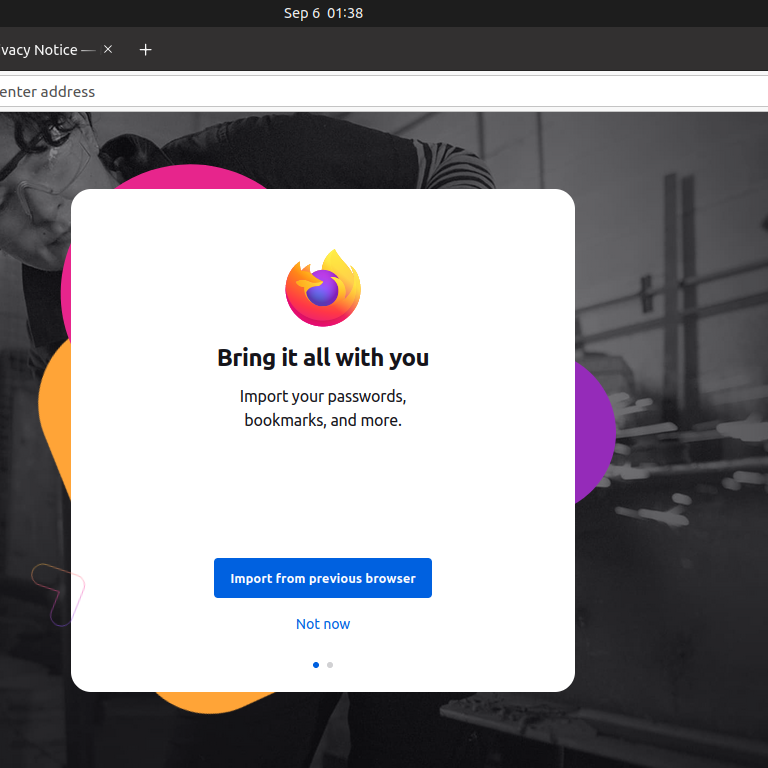 Sep 6 01:38
vacy Notice —
enter address
Bring it all with you
Import your passwords,
bookmarks, and more.
Import from previous browser
Not now